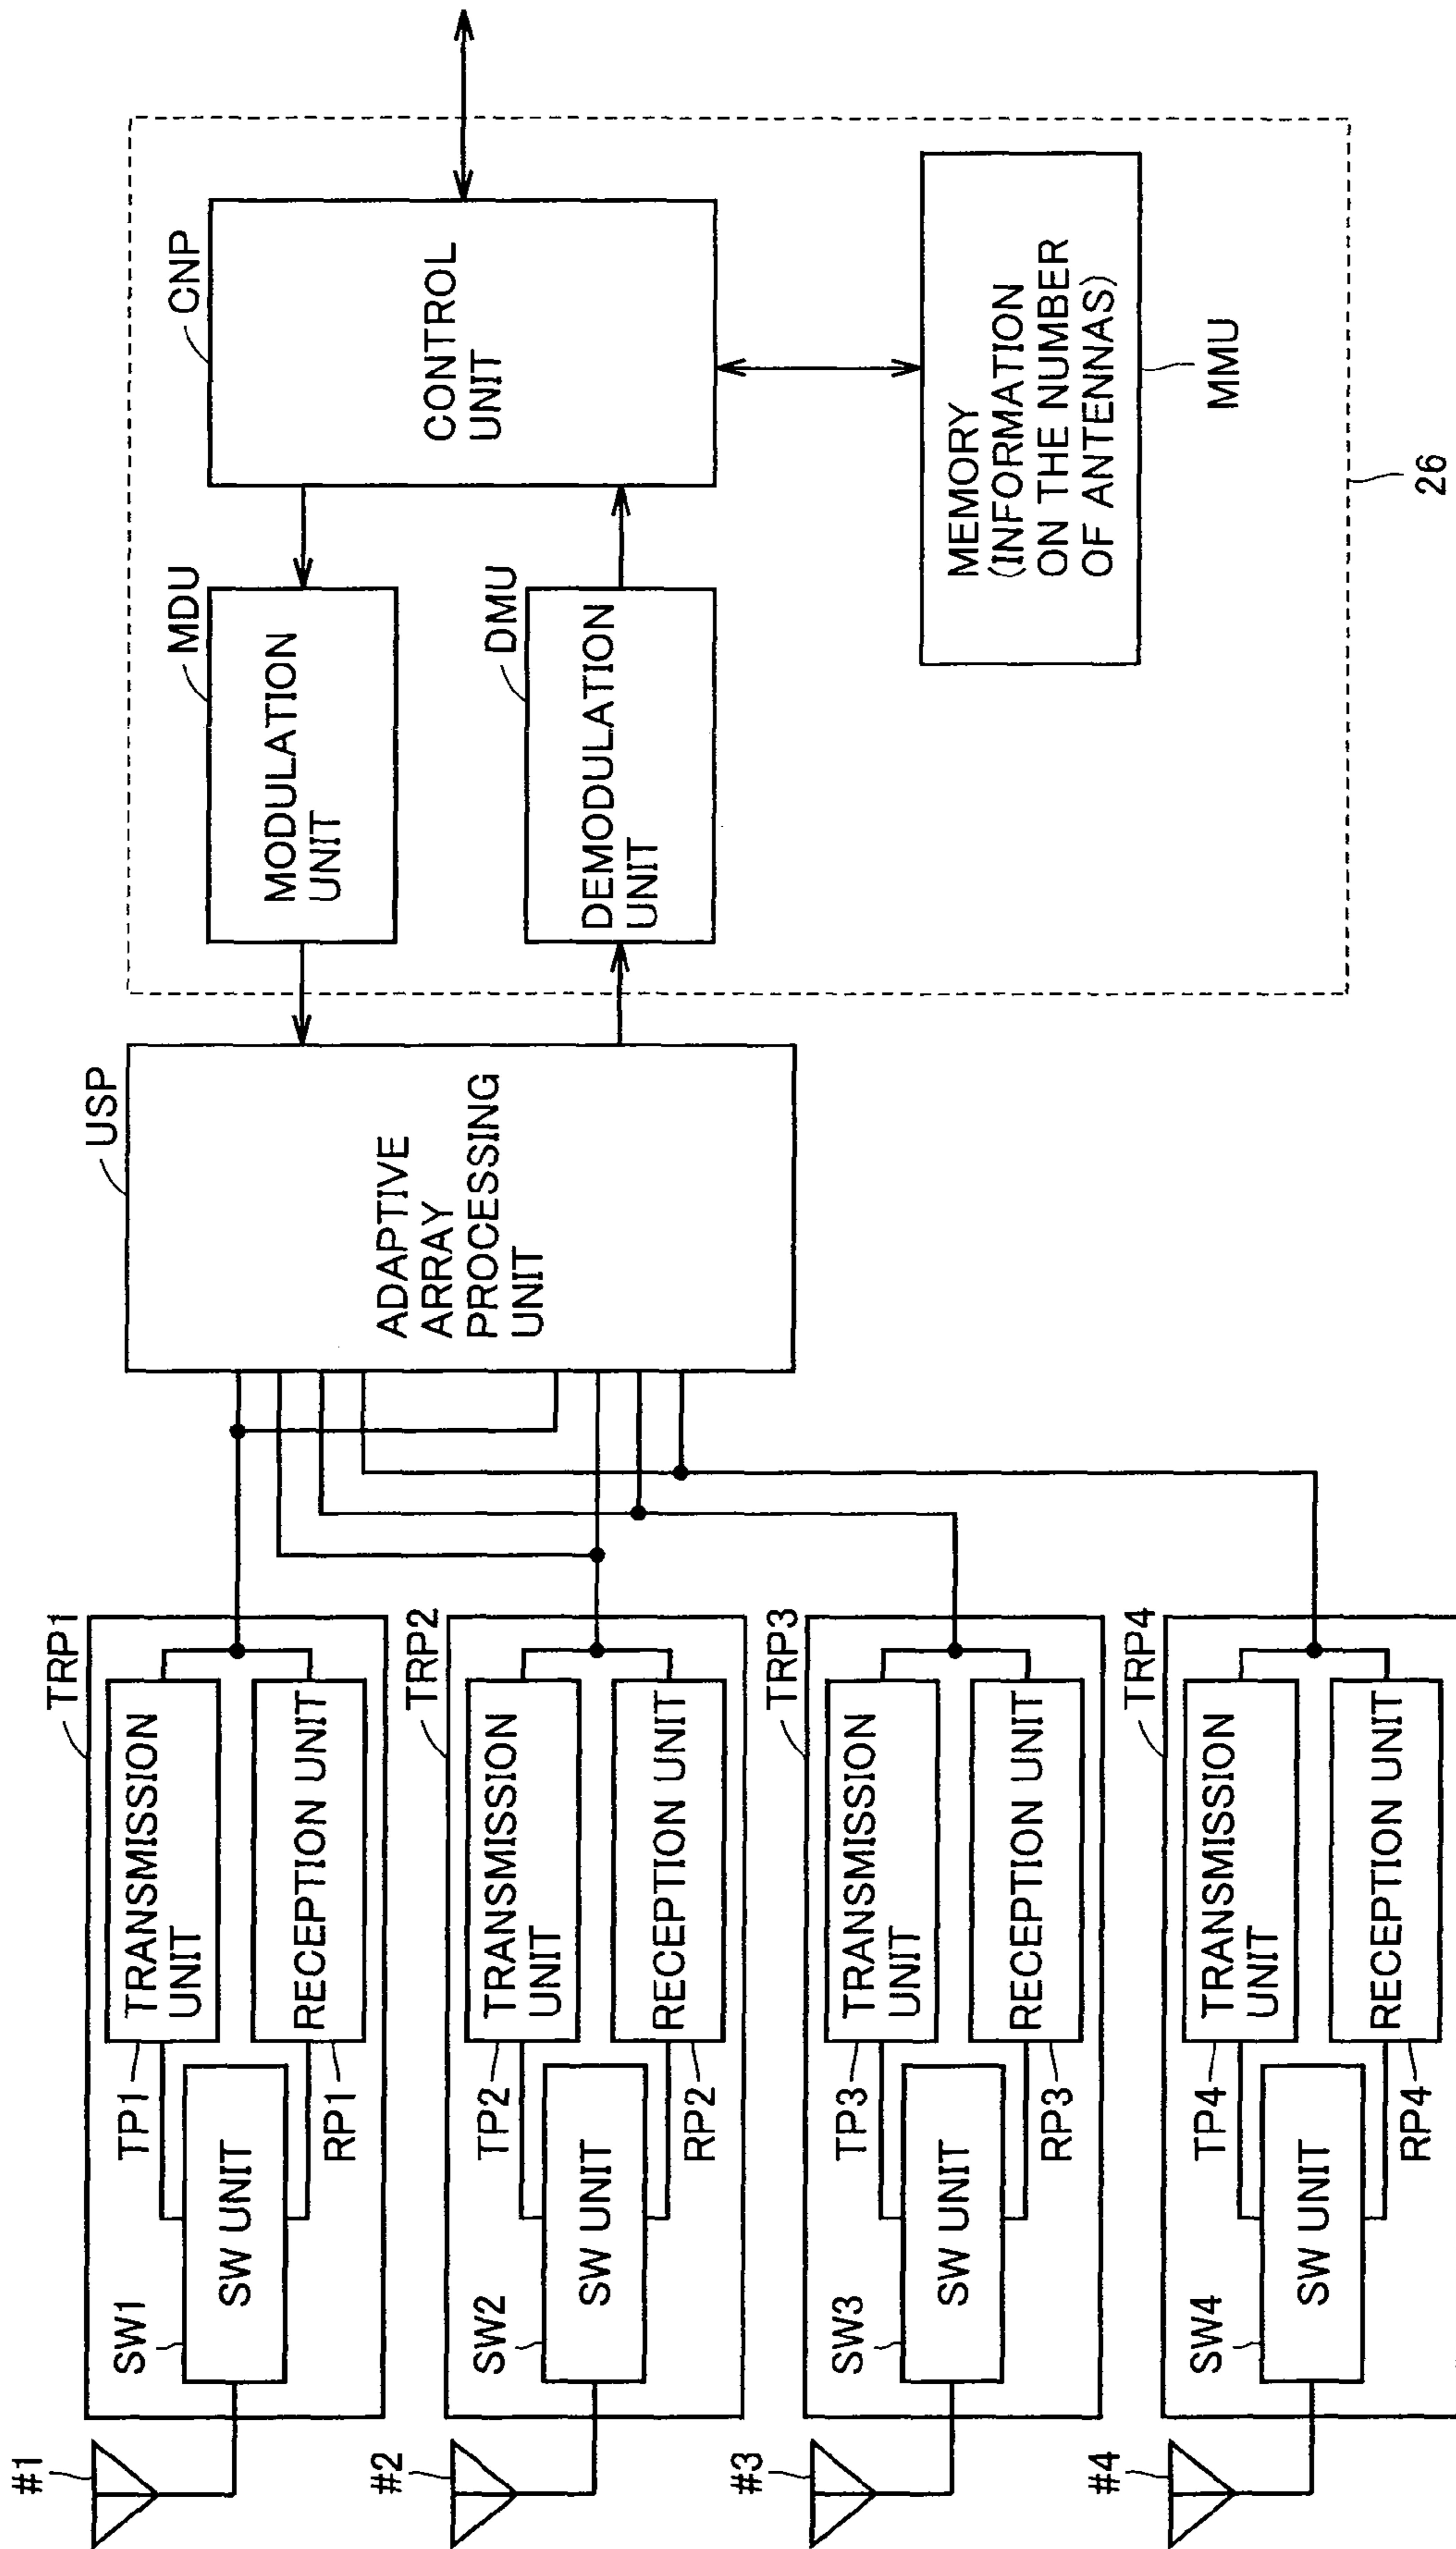 #1
SW1
SW UNIT
TP1
TRANSMISSION
UNIT
RP1
RECEPTION UNIT
TRP1
#2
SW2
SW UNIT
TP2
TRANSMISSION
UNIT
RP2
RECEPTION UNIT
TRP2
#3
SW3
SW UNIT
TP3
TRANSMISSION
UNIT
RP3
RECEPTION UNIT
TRP3
#4
SW4
SW UNIT
TP4
TRANSMISSION
UNIT
RP4
RECEPTION UNIT
TRP4
USP
ADAPTIVE
ARRAY
PROCESSING
UNIT
MDU
MODULATION
UNIT
DMU
DEMODULATION
UNIT
CNP
CONTROL
UNIT
MEMORY
(INFORMATION
ON THE NUMBER
OF ANTENNAS)
MMU
26